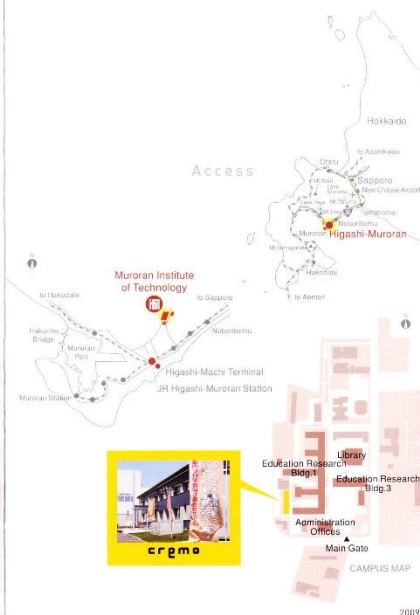 Hokkaido
to Asahikawa
Access
Otaru
Sapporo
New Chitose Airport
Tomakomai
Noboribetsu
Muroran
Higashi-Muroran
Hakodate
to Aomori
N
Muroran Institute
of Technology
to Hakodate
to Sapporo
Hakucho
Bridge
Muroran
Port
Noboribetsu
Higashi-Machi Terminal
Muroran Station
JR Higashi-Muroran Station
Library
Education Research
Bldg.1
Education Research
Bldg.3
Administration
Offices
Main Gate
cremo
CAMPUS MAP
2009